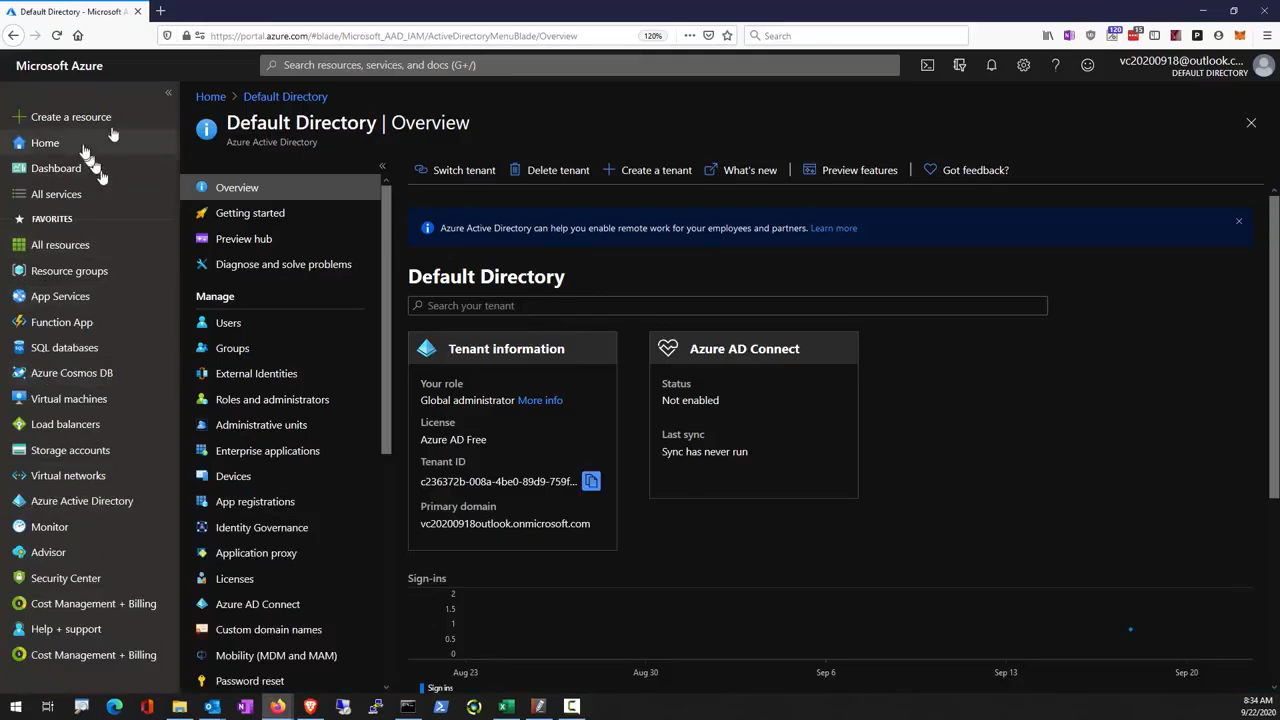 Default Directory - Microsoft A
https://portal.azure.com/#blade/Microsoft_AAD_IAM/ActiveDirectoryMenuBlade/Overview
120%
Search
120
15
Microsoft Azure
Search resources, services, and docs (G+/)
vc20200918@outlook.c...
DEFAULT DIRECTORY
Create a resource
Home
Dashboard
All services
FAVORITES
All resources
Resource groups
App Services
Function App
SQL databases
Azure Cosmos DB
Virtual machines
Load balancers
Storage accounts
Virtual networks
Azure Active Directory
Monitor
Advisor
Security Center
Cost Management + Billing
Help + support
Cost Management + Billing
Home > Default Directory
Default Directory | Overview
Azure Active Directory
Overview
Getting started
Preview hub
Diagnose and solve problems
Manage
Users
Groups
External Identities
Roles and administrators
Administrative units
Enterprise applications
Devices
App registrations
Identity Governance
Application proxy
Licenses
Azure AD Connect
Custom domain names
Mobility (MDM and MAM)
Password reset
Switch tenant
Delete tenant
Create a tenant
What's new
Preview features
Got feedback?
Azure Active Directory can help you enable remote work for your employees and partners. Learn more
Default Directory
Search your tenant
Tenant information
Your role
Global administrator More info
License
Azure AD Free
Tenant ID
c236372b-008a-4be0-89d9-759f...
Primary domain
vc20200918outlook.onmicrosoft.com
Azure AD Connect
Status
Not enabled
Last sync
Sync has never run
Sign-ins
2
1.5
1
0.5
0
Aug 23
Aug 30
Sep 6
Sep 13
Sep 20
Sign ins
8:34 AM
9/22/2020